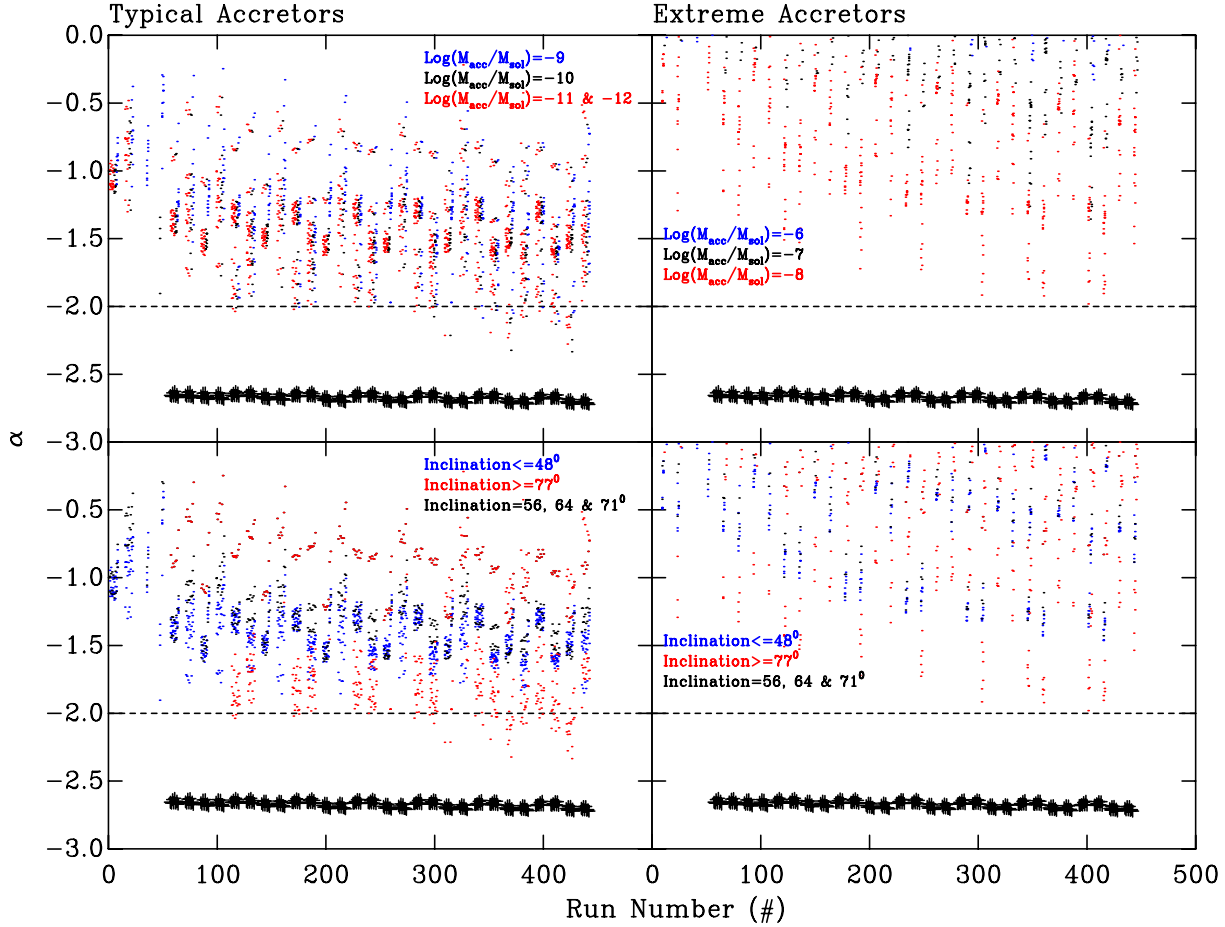 Typical Accretors
Extreme Accretors
0.0
−0.5
−1.0
−1.5
−2.0
−2.5
−3.0
Log(Macc/Msol)=−9
Log(Macc/Msol)=−10
Log(Macc/Msol)=−11 & −12
Log(Macc/Msol)=−6
Log(Macc/Msol)=−7
Log(Macc/Msol)=−8
α
−0.5
−1.0
−1.5
−2.0
−2.5
−3.0
Inclination<=48⁰
Inclination>=77⁰
Inclination=56, 64 & 71⁰
Inclination<=48⁰
Inclination>=77⁰
Inclination=56, 64 & 71⁰
0 100 200 300 400 0 100 200 300 400 500
Run Number (#)